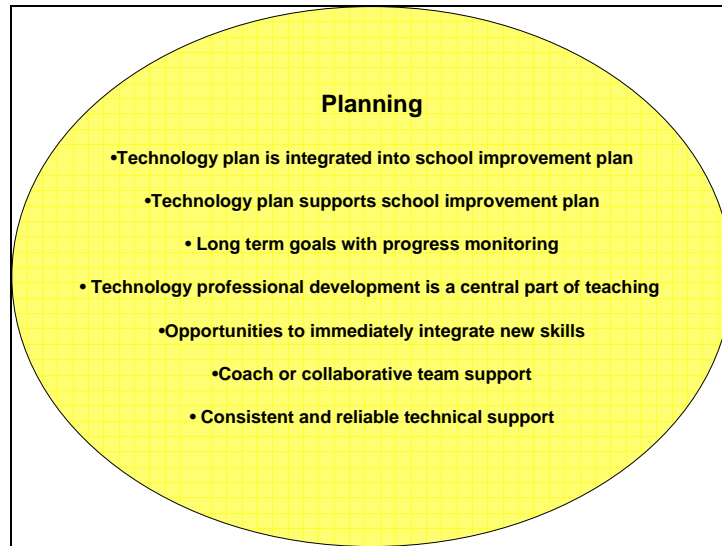 Planning
•Technology plan is integrated into school improvement plan
•Technology plan supports school improvement plan
• Long term goals with progress monitoring
• Technology professional development is a central part of teaching
•Opportunities to immediately integrate new skills
•Coach or collaborative team support
• Consistent and reliable technical support